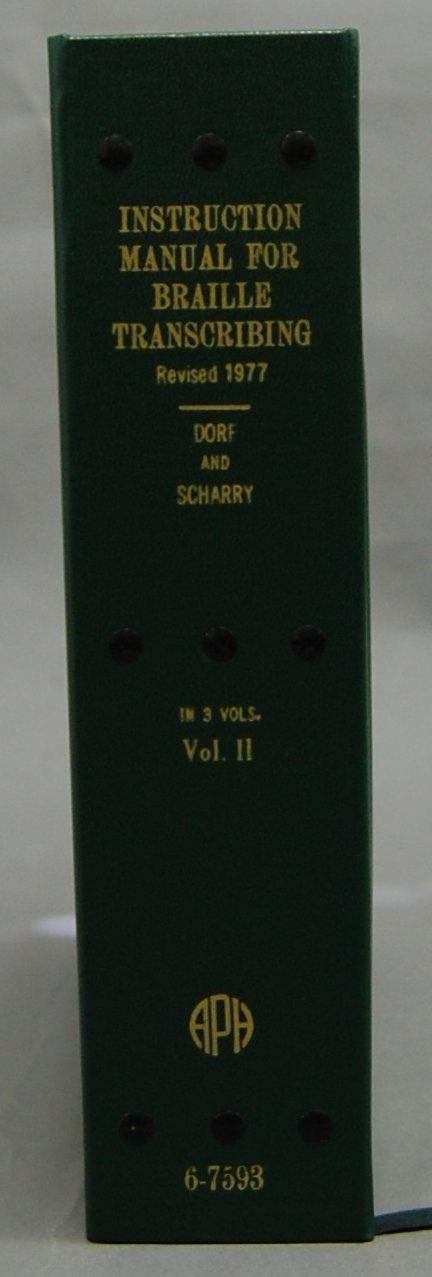 INSTRUCTION
MANUAL FOR
BRAILLE
TRANSCRIBING
Revised 1977
DORF
AND
SCHARRY
IN 3 VOLS.
Vol. II
APH
6-7593